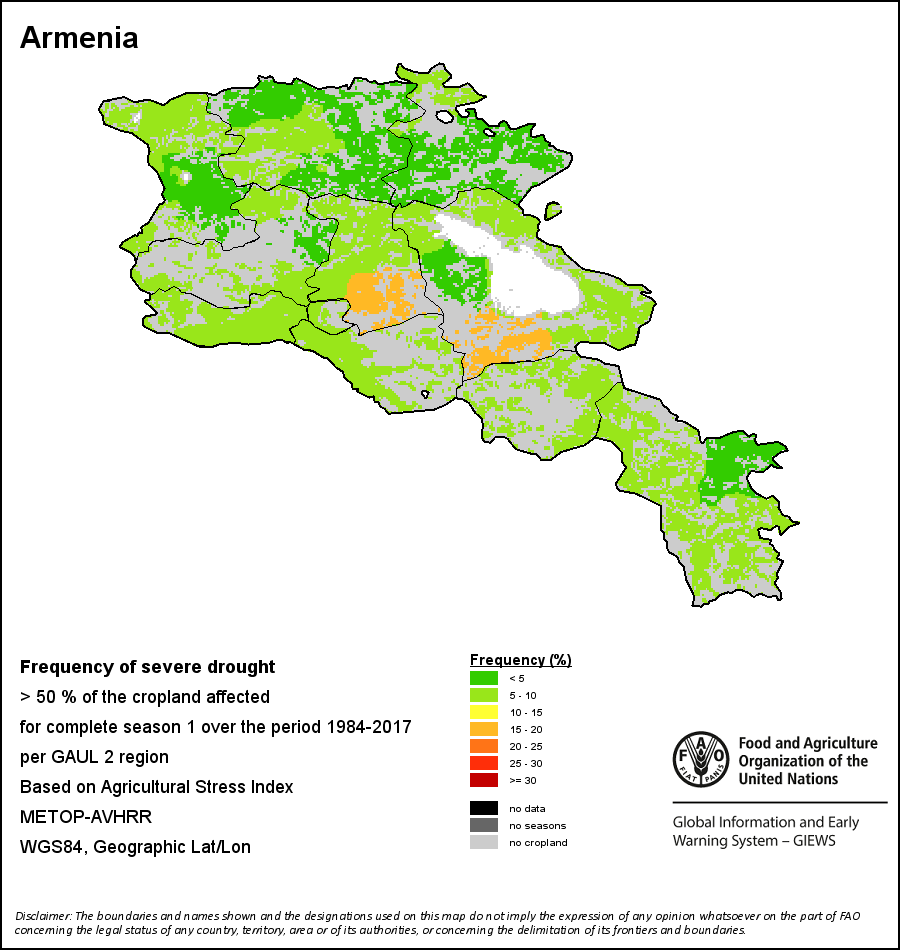 Armenia
Frequency of severe drought
> 50 % of the cropland affected
for complete season 1 over the period 1984-2017
per GAUL 2 region
Based on Agricultural Stress Index
METOP-AVHRR
WGS84, Geographic Lat/Lon
Frequency (%)
< 5
5 - 10
10 - 15
15 - 20
20 - 25
25 - 30
>= 30
no data
no seasons
no cropland
F A O
FIAT PANIS
Food and Agriculture
Organization of the
United Nations
Global Information and Early
Warning System – GIEWS
Disclaimer: The boundaries and names shown and the designations used on this map do not imply the expression of any opinion whatsoever on the part of FAO
concerning the legal status of any country, territory, area or of its authorities, or concerning the delimitation of its frontiers and boundaries.